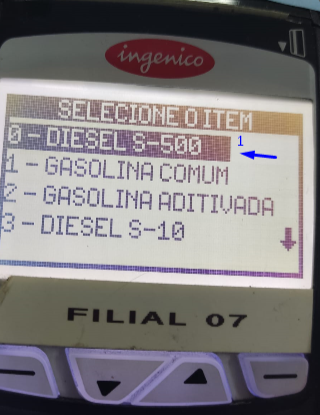 ingenico
SELECIONE O ITEM
0 - DIESEL S-500
1
1 - GASOLINA COMUM
2 - GASOLINA ADITIVADA
3 - DIESEL S-10
FILIAL 07